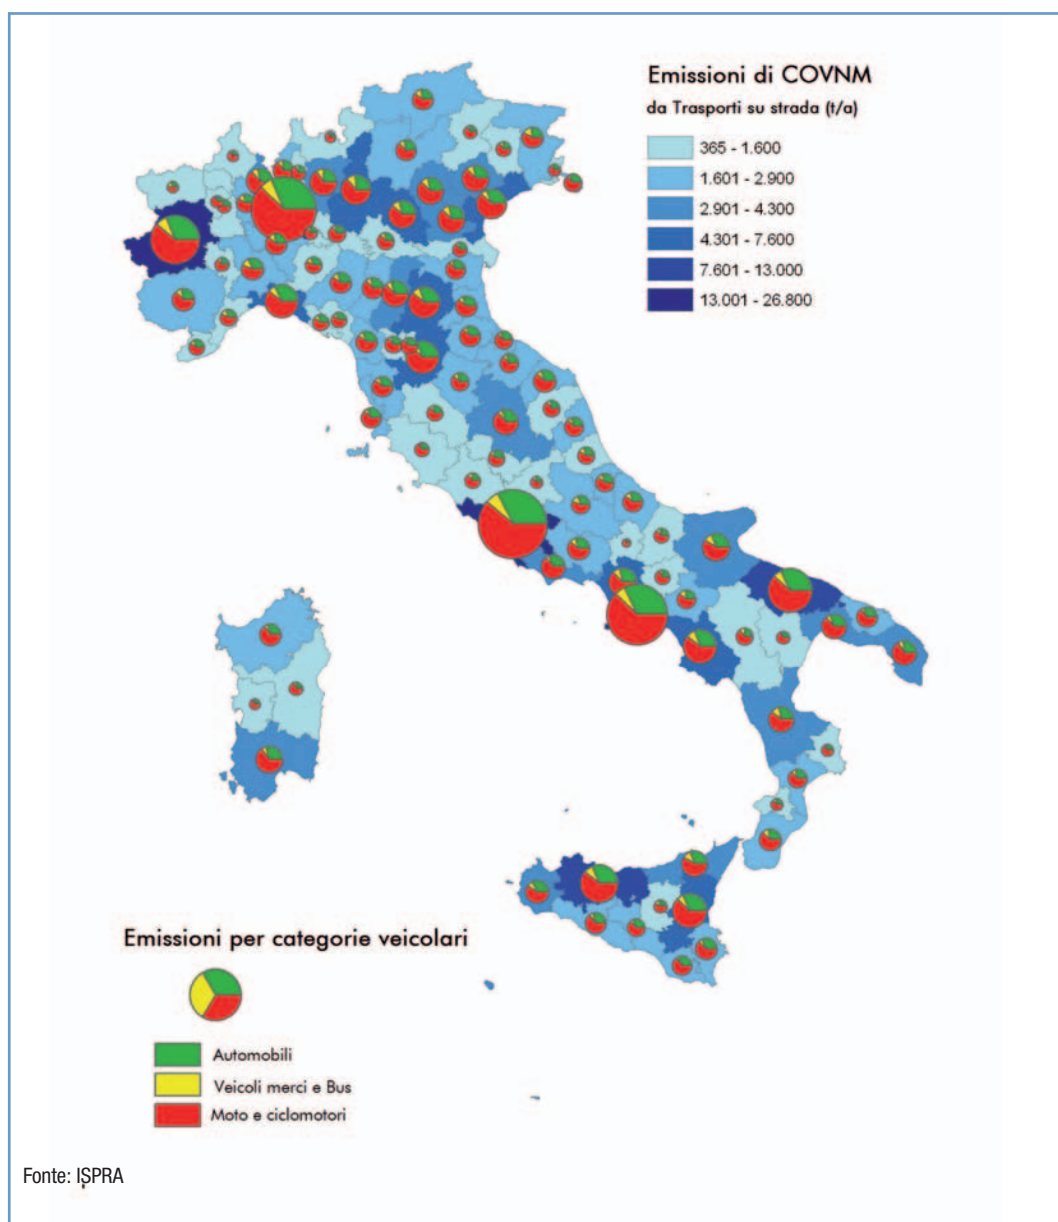 Emissioni di COVNM
da Trasporti su strada (t/a)
365 - 1.600
1.601 - 2.900
2.901 - 4.300
4.301 - 7.600
7.601 - 13.000
13.001 - 26.800
Emissioni per categorie veicolari
Automobili
Veicoli merci e Bus
Moto e ciclomotori
Fonte: ISPRA